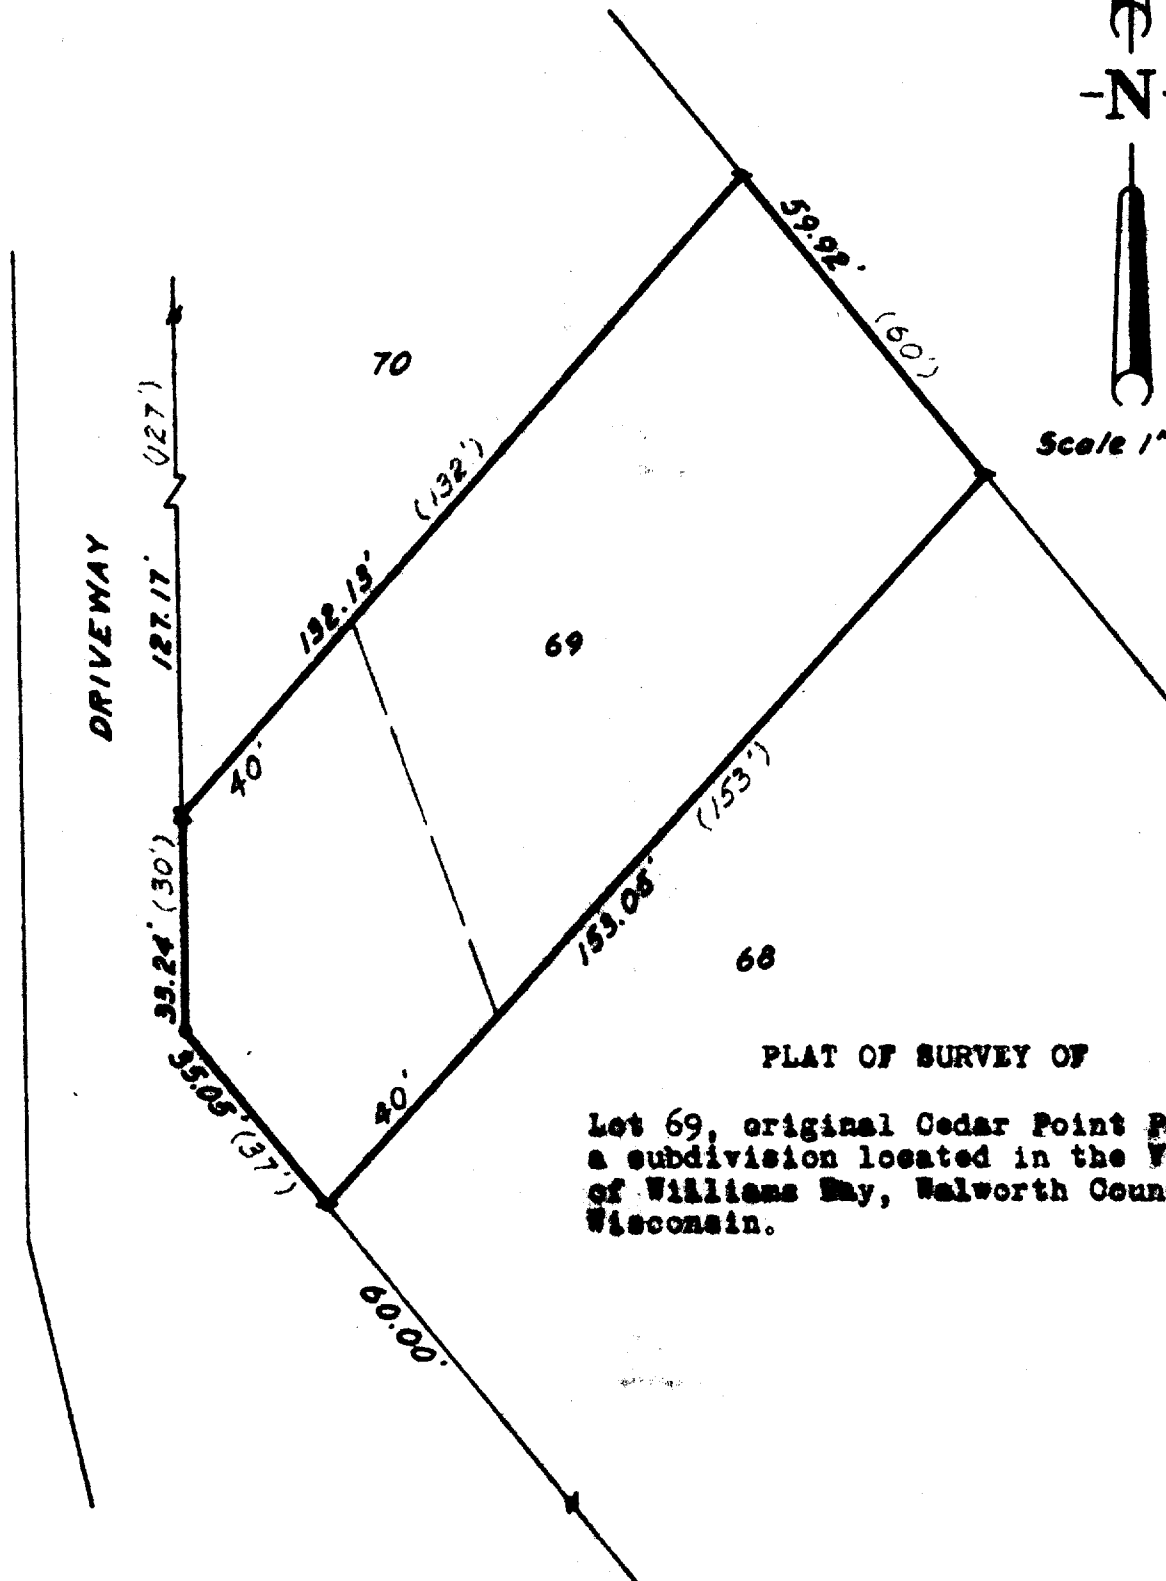 -N-
59.92'
(60')
Scale 1"
70
(127')
(132')
DRIVEWAY
127.17'
132.13'
69
40'
(153')
33.24' (30')
153.05'
68
35.05' (37')
40'
PLAT OF SURVEY OF
Lot 69, original Cedar Point
a subdivision located in the
of Williams Bay, Walworth
Wisconsin.
60.00'